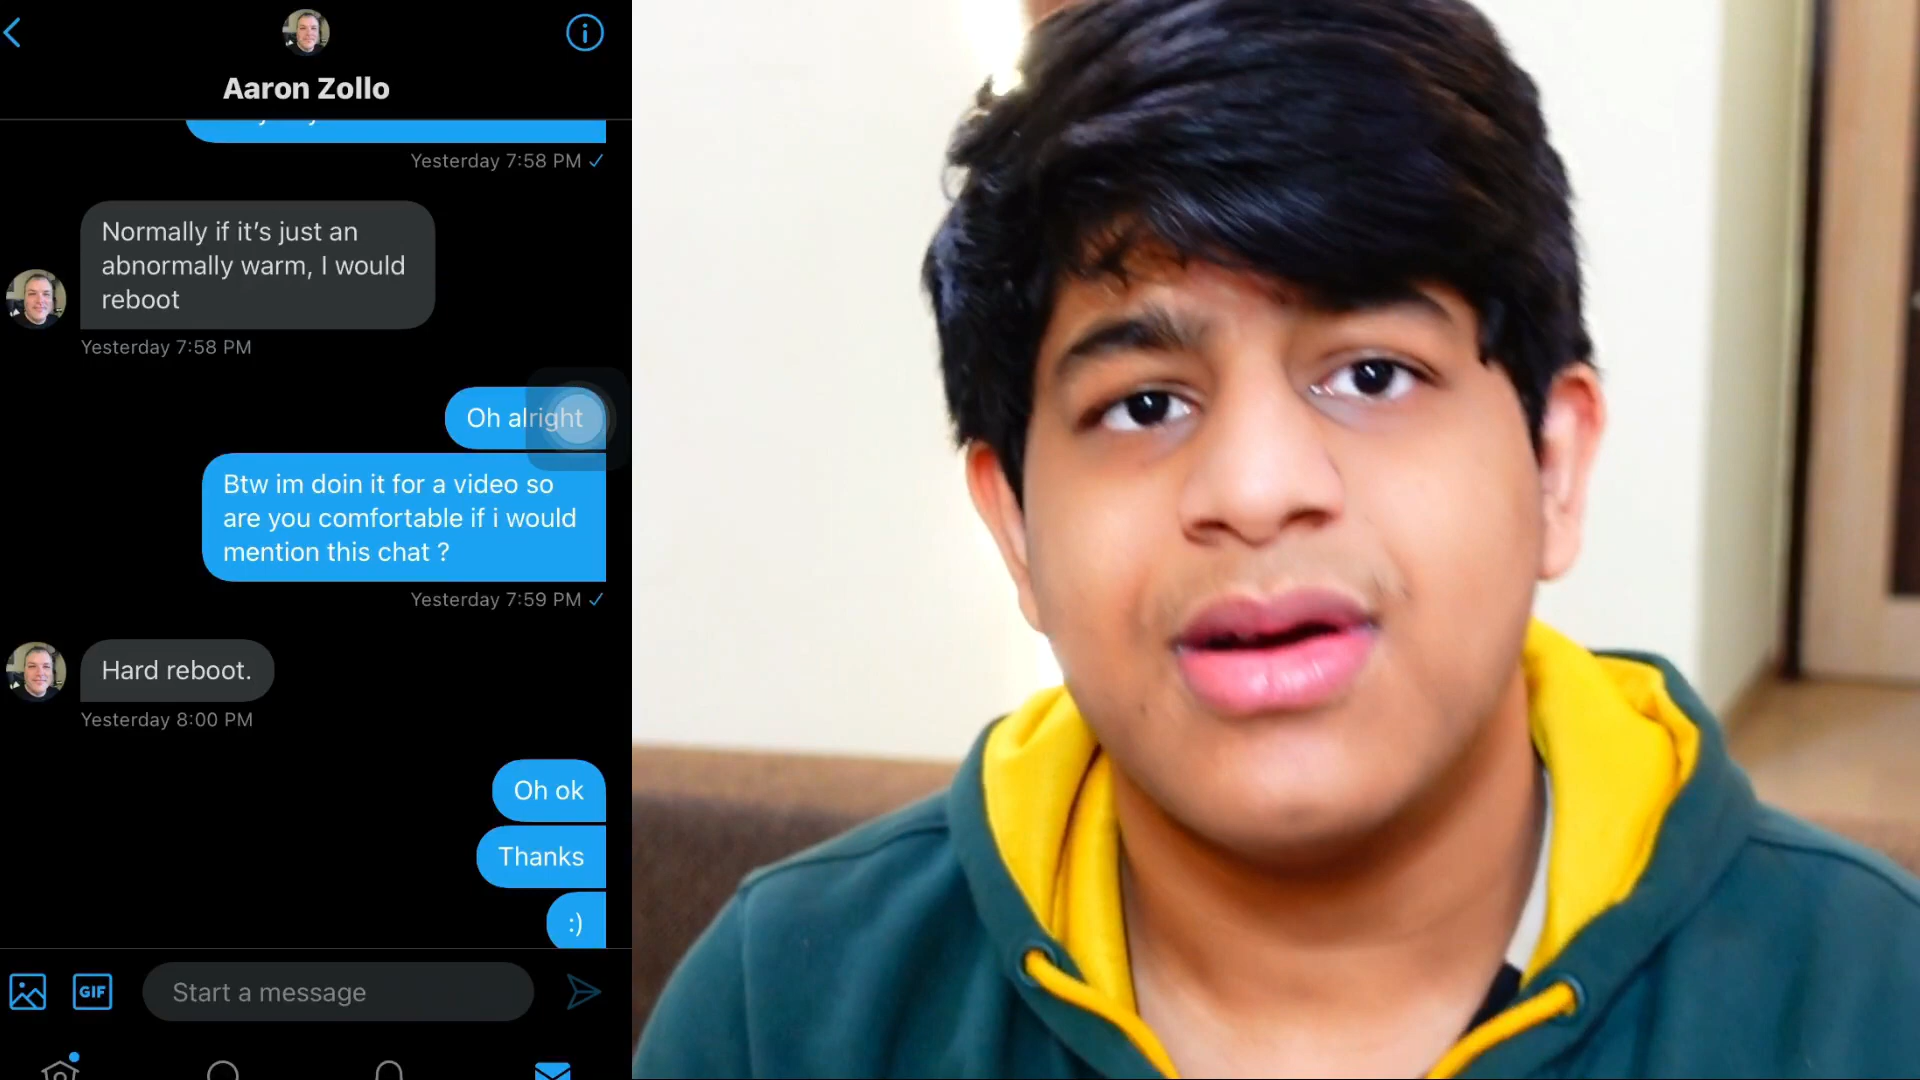 Aaron Zollo
Yesterday 7:58 PM
Normally if it's just an
abnormally warm, I would
reboot
Yesterday 7:58 PM
Oh alright
Btw im doin it for a video so
are you comfortable if i would
mention this chat ?
Yesterday 7:59 PM
Hard reboot.
Yesterday 8:00 PM
Oh ok
Thanks
:)
GIF
Start a message